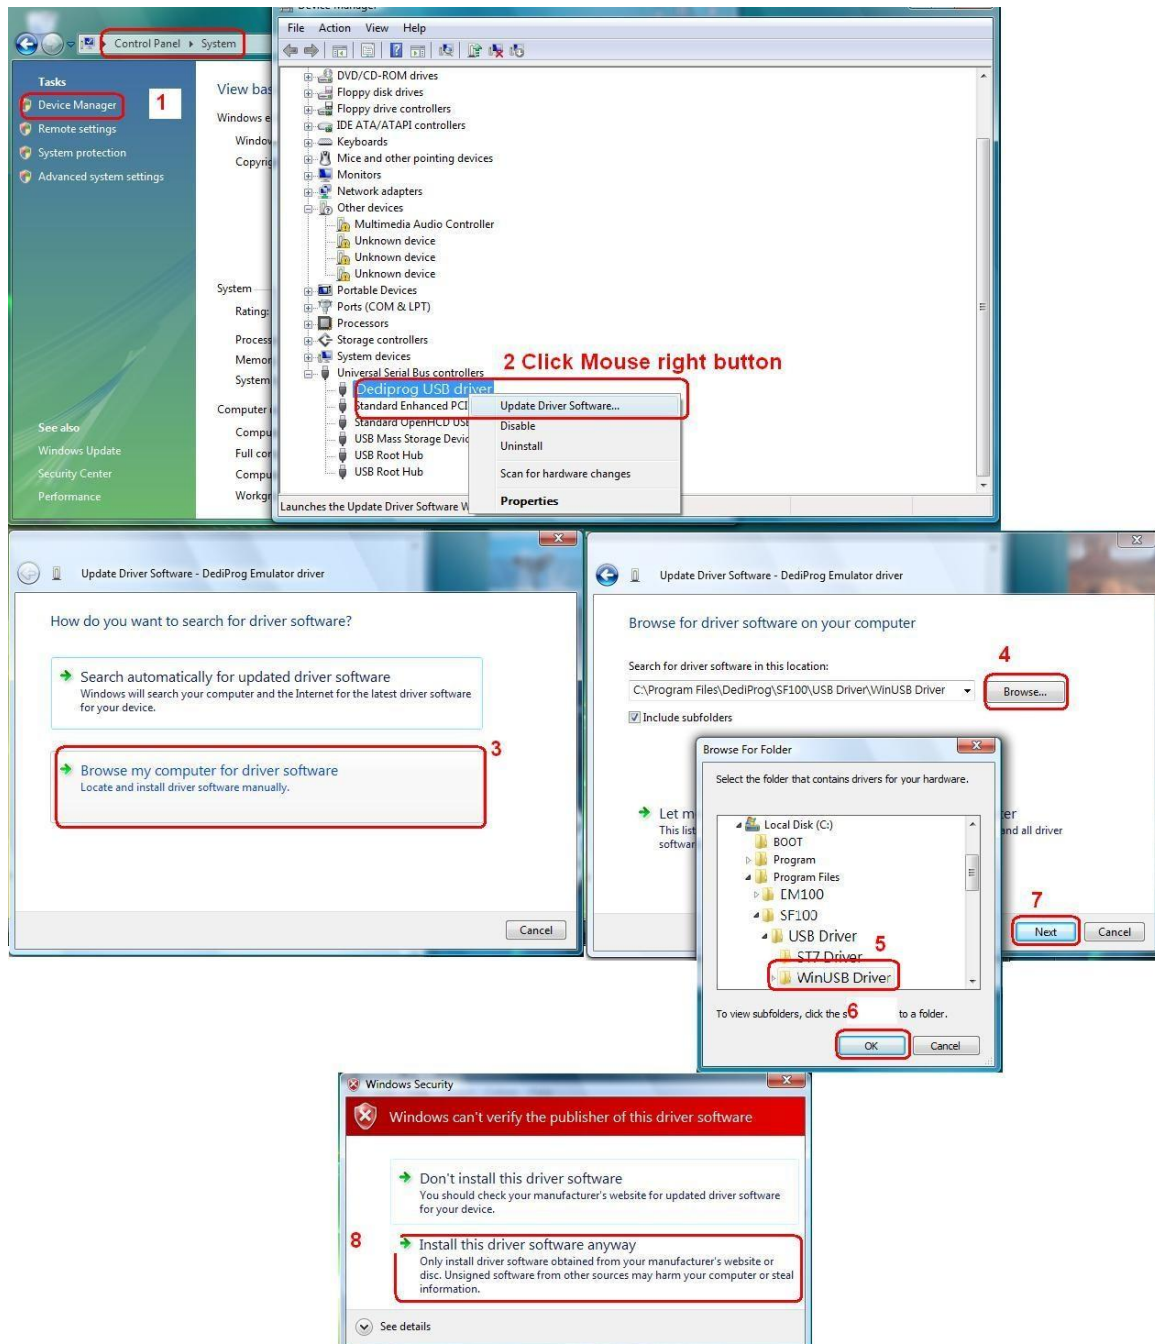 Device Manager
File Action View Help
Control Panel System
Tasks
Device Manager
1
Remote settings
System protection
Advanced system settings
See also
Windows Update
Security Center
Performance
View bas
Windows e
Window
Copyrig
System
Rating:
Process
Memor
System
Computer
Compu
Full cor
Compu
Workgr
DVD/CD-ROM drives
Floppy disk drives
Floppy drive controllers
IDE ATA/ATAPI controllers
Keyboards
Mice and other pointing devices
Monitors
Network adapters
Other devices
Multimedia Audio Controller
Unknown device
Unknown device
Unknown device
Portable Devices
Ports (COM & LPT)
Processors
Storage controllers
System devices
Universal Serial Bus controllers
2 Click Mouse right button
Dediprog USB driver
Standard Enhanced PCI
Standard OpenHCD USB
USB Mass Storage Devic
USB Root Hub
USB Root Hub
Update Driver Software...
Disable
Uninstall
Scan for hardware changes
Properties
Launches the Update Driver Software W
Update Driver Software - DediProg Emulator driver
How do you want to search for driver software?
Search automatically for updated driver software
Windows will search your computer and the Internet for the latest driver software
for your device.
3
Browse my computer for driver software
Locate and install driver software manually.
Cancel
Update Driver Software - DediProg Emulator driver
Browse for driver software on your computer
4
Search for driver software in this location:
C:\Program Files\DediProg\SF100\USB Driver\WinUSB Driver
Browse...
Include subfolders
Let m
er
This list
and all driver
softwar
7
Next Cancel
Browse For Folder
Select the folder that contains drivers for your hardware.
Local Disk (C:)
BOOT
Program
Program Files
EM100
SF100
USB Driver
5
ST7 Driver
WinUSB Driver
To view subfolders, click the s
6
to a folder.
OK Cancel
Windows Security
Windows can't verify the publisher of this driver software
Don't install this driver software
You should check your manufacturer's website for updated driver software
for your device.
8
Install this driver software anyway
Only install driver software obtained from your manufacturer's website or
disc. Unsigned software from other sources may harm your computer or steal
information.
See details